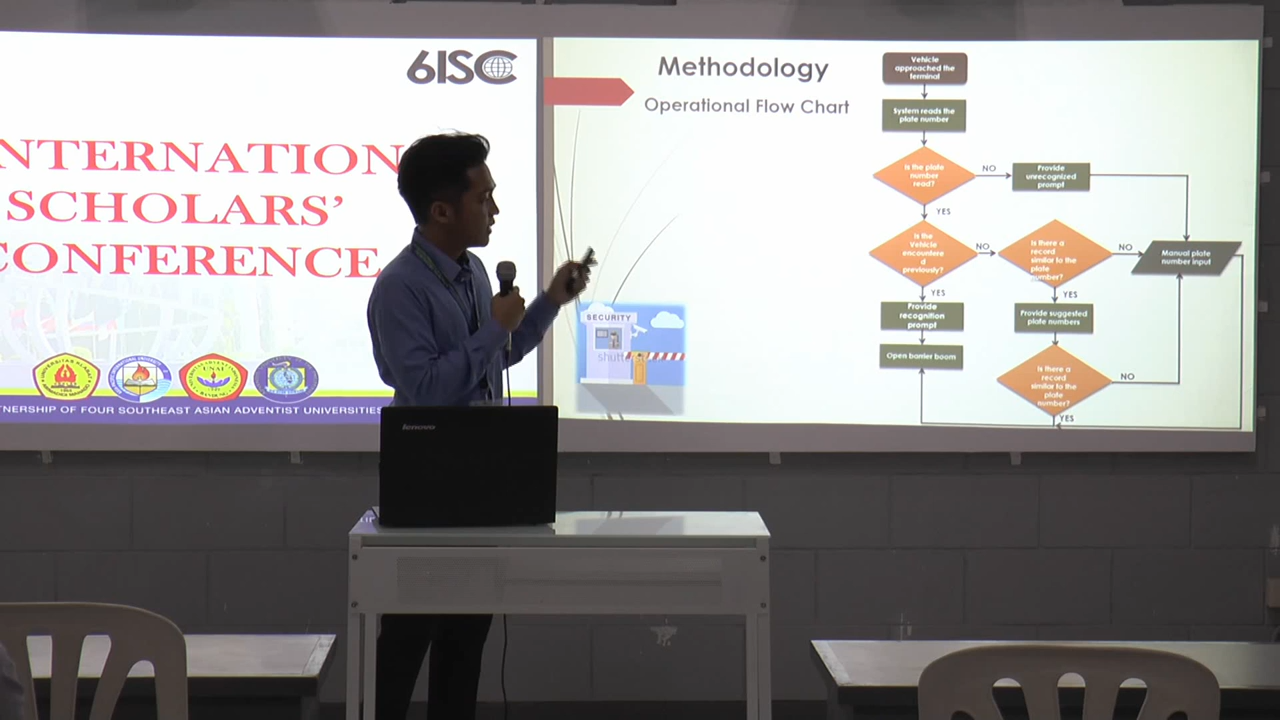 6ISC
INTERNATION
SCHOLARS'
CONFERENCE
NTERSHIP OF FOUR SOUTHEAST ASIAN ADVENTIST UNIVERSITIES
Methodology
Operational Flow Chart
SECURITY
Vehicle
approached the
terminal
System reads the
plate number
Is the plate
number
read?
NO
Provide
unrecognized
prompt
YES
Is the
Vehicle
encountere
d
previously?
NO
Is there a
record
similar to the
plate
number?
NO
Manual plate
number input
YES
YES
Provide
recognition
prompt
Provide suggested
plate numbers
Open barrier boom
Is there a
record
similar to the
plate
number?
NO
YES
lenovo